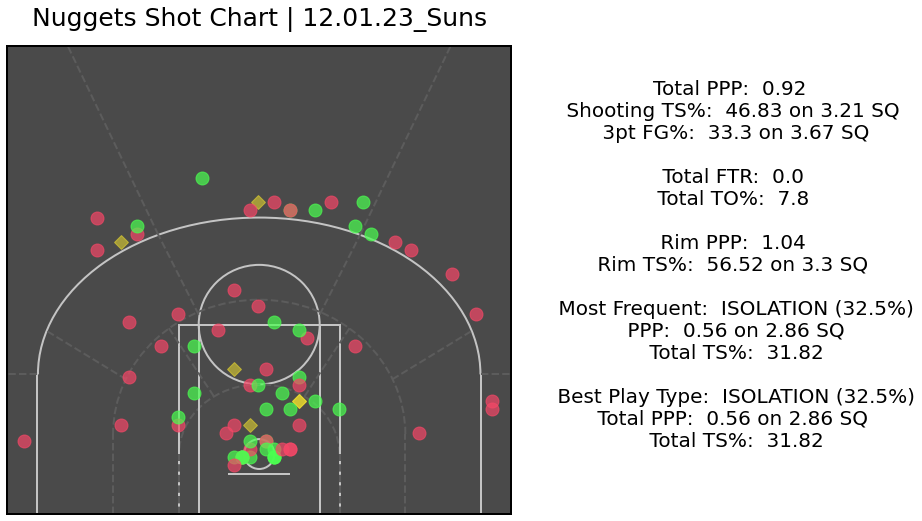 Nuggets Shot Chart | 12.01.23_Suns
Total PPP:  0.92
Shooting TS%:  46.83 on 3.21 SQ
3pt FG%:  33.3 on 3.67 SQ
Total FTR:  0.0
Total TO%:  7.8
Rim PPP:  1.04
Rim TS%:  56.52 on 3.3 SQ
Most Frequent:  ISOLATION (32.5%)
PPP:  0.56 on 2.86 SQ
Total TS%:  31.82
Best Play Type:  ISOLATION (32.5%)
Total PPP:  0.56 on 2.86 SQ
Total TS%:  31.82